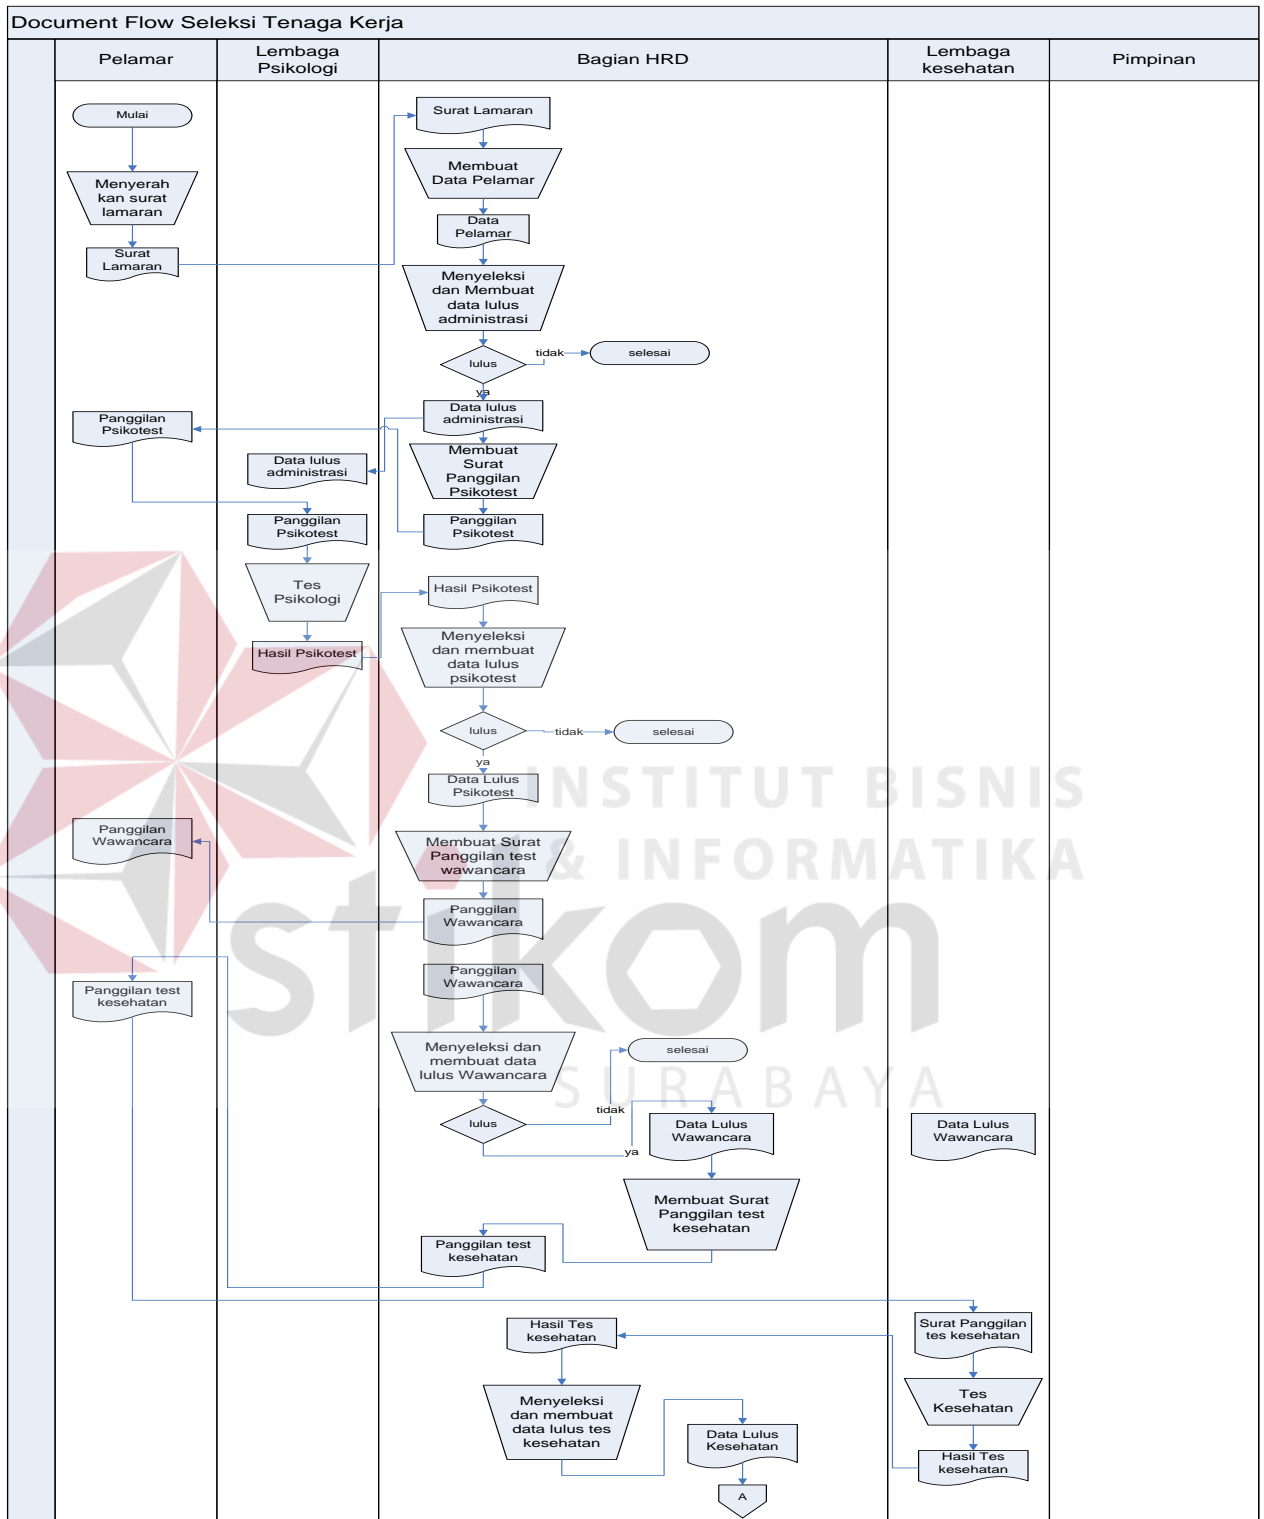 Document Flow Seleksi Tenaga Kerja
Pelamar
Lembaga
Psikologi
Bagian HRD
Lembaga
kesehatan
Pimpinan
Mulai
Menyerah
kan surat
lamaran
Surat
Lamaran
Surat Lamaran
Membuat
Data Pelamar
Data
Pelamar
Menyeleksi
dan Membuat
data lulus
administrasi
lulus
tidak
selesai
ya
Data lulus
administrasi
Panggilan
Psikotest
Data lulus
administrasi
Membuat
Surat
Panggilan
Psikotest
Panggilan
Psikotest
Panggilan
Psikotest
Tes
Psikologi
Hasil Psikotest
Hasil Psikotest
Menyeleksi
dan membuat
data lulus
psikotest
lulus
tidak
selesai
ya
Data Lulus
Psikotest
Membuat Surat
Panggilan test
wawancara
Panggilan
Wawancara
Panggilan
Wawancara
Panggilan
Wawancara
Panggilan test
kesehatan
Menyeleksi dan
membuat data
lulus Wawancara
selesai
tidak
lulus
ya
Data Lulus
Wawancara
Data Lulus
Wawancara
Membuat Surat
Panggilan test
kesehatan
Panggilan test
kesehatan
Surat Panggilan
tes kesehatan
Tes
Kesehatan
Hasil Tes
kesehatan
Hasil Tes
kesehatan
Menyeleksi
dan membuat
data lulus tes
kesehatan
Data Lulus
Kesehatan
A
INSTITUT BISNIS
& INFORMATIKA
stikom
SURABAYA